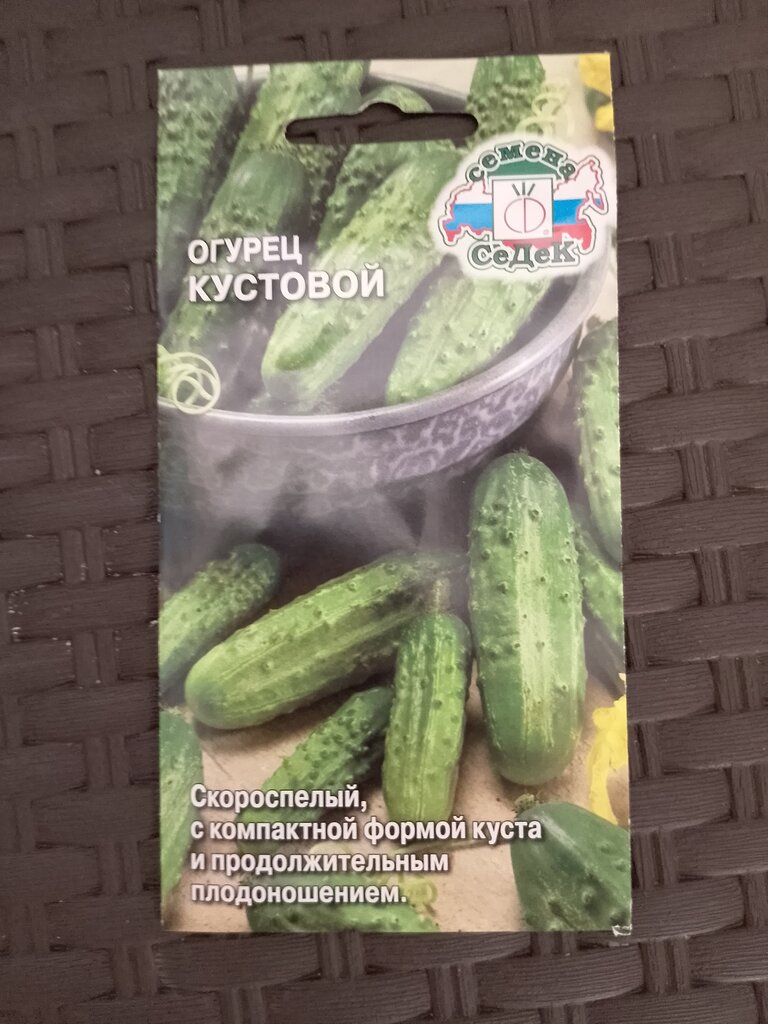 семена
СеДеК
ОГУРЕЦ
КУСТОВОЙ
Скороспелый,
с компактной формой куста
и продолжительным
плодоношением.